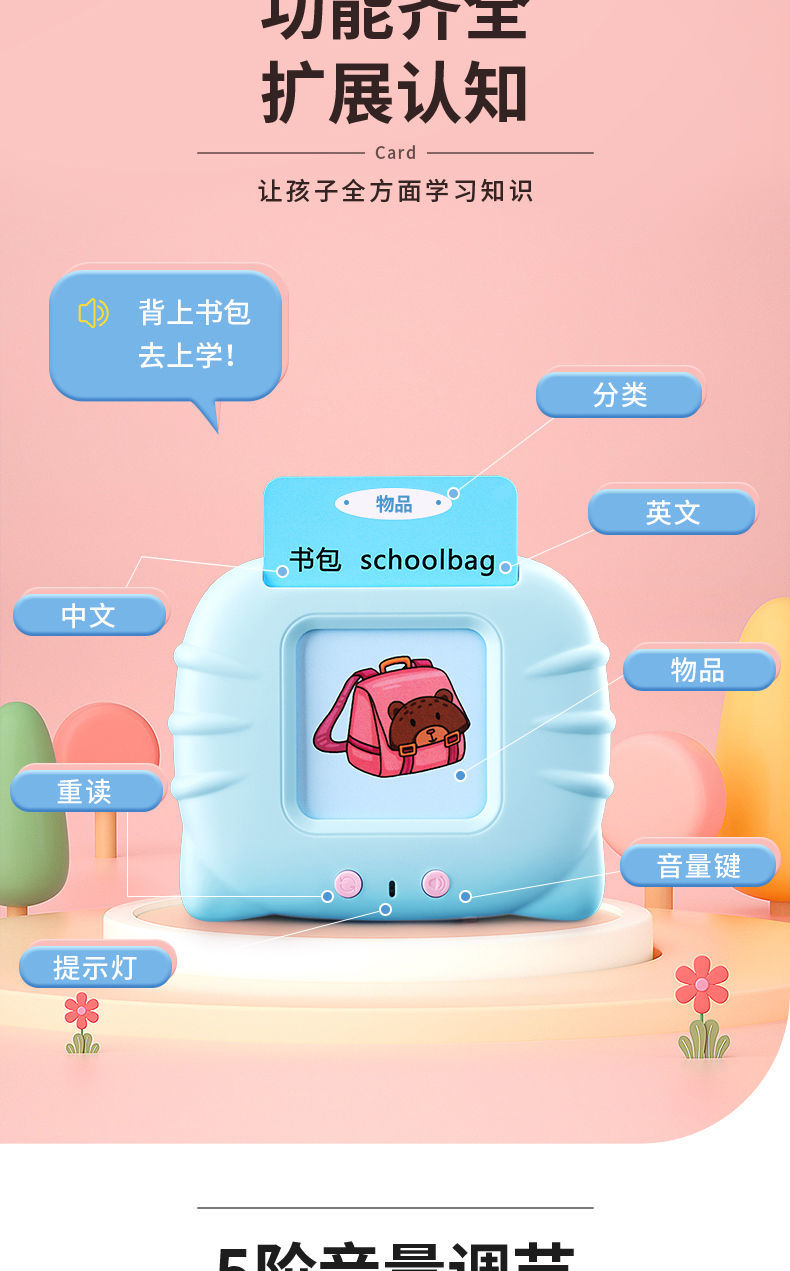 功能齐全
扩展认知
Card
让孩子全方面学习知识
背上书包
去上学!
分类
物品
英文
书包 schoolbag
中文
物品
重读
音量键
提示灯
5阶音量调节